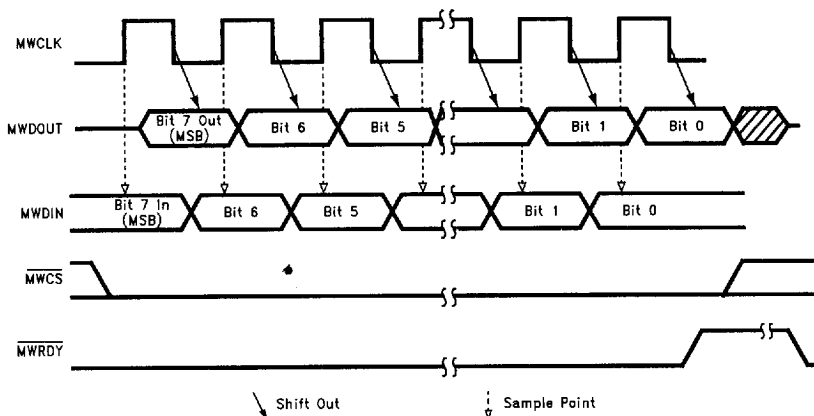 MWCLK
MWDOUT
Bit 7 Out
(MSB)
Bit 6
Bit 5
Bit 1
Bit 0
MWDIN
Bit 7 In
(MSB)
Bit 6
Bit 5
Bit 1
Bit 0
MWCS
MWRDY
Shift Out
Sample Point